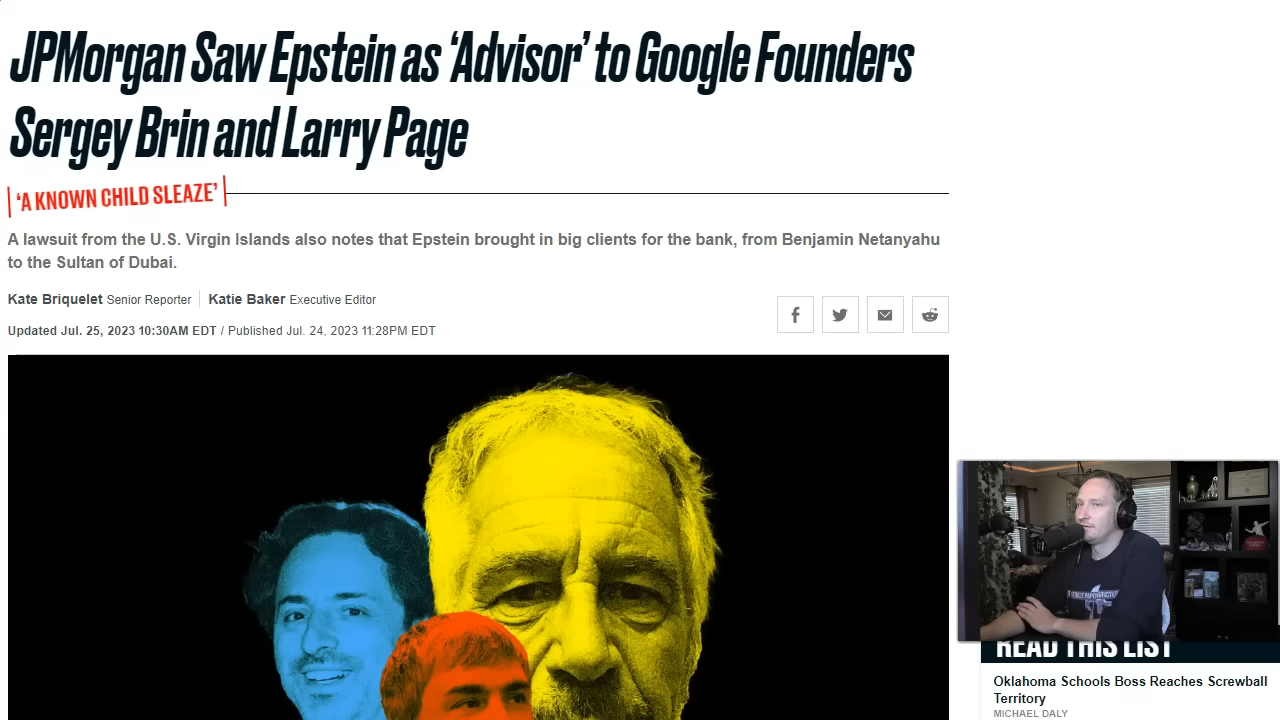 JPMorgan Saw Epstein as ‘Advisor’ to Google Founders
Sergey Brin and Larry Page
‘A KNOWN CHILD SLEAZE’
A lawsuit from the U.S. Virgin Islands also notes that Epstein brought in big clients for the bank, from Benjamin Netanyahu
to the Sultan of Dubai.
Kate Briquelet Senior Reporter Katie Baker Executive Editor
Updated Jul. 25, 2023 10:30AM EDT / Published Jul. 24, 2023 11:28PM EDT
READ THIS LIST
Oklahoma Schools Boss Reaches Screwball
Territory
MICHAEL DALY